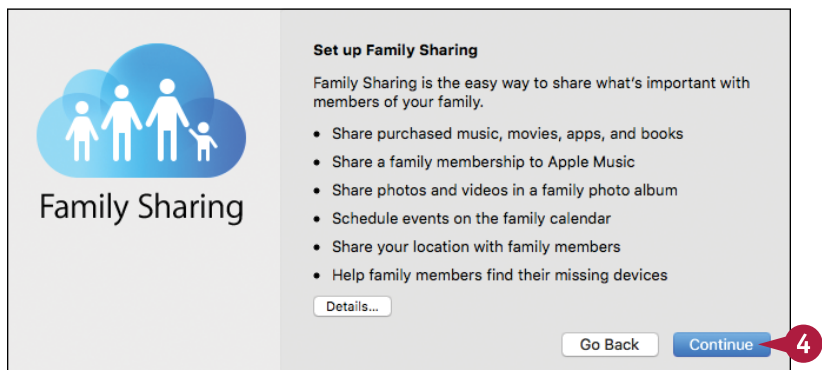 Set up Family Sharing
Family Sharing is the easy way to share what's important with
members of your family.
• Share purchased music, movies, apps, and books
• Share a family membership to Apple Music
• Share photos and videos in a family photo album
• Schedule events on the family calendar
• Share your location with family members
• Help family members find their missing devices
Details...
Family Sharing
Go Back
Continue
4